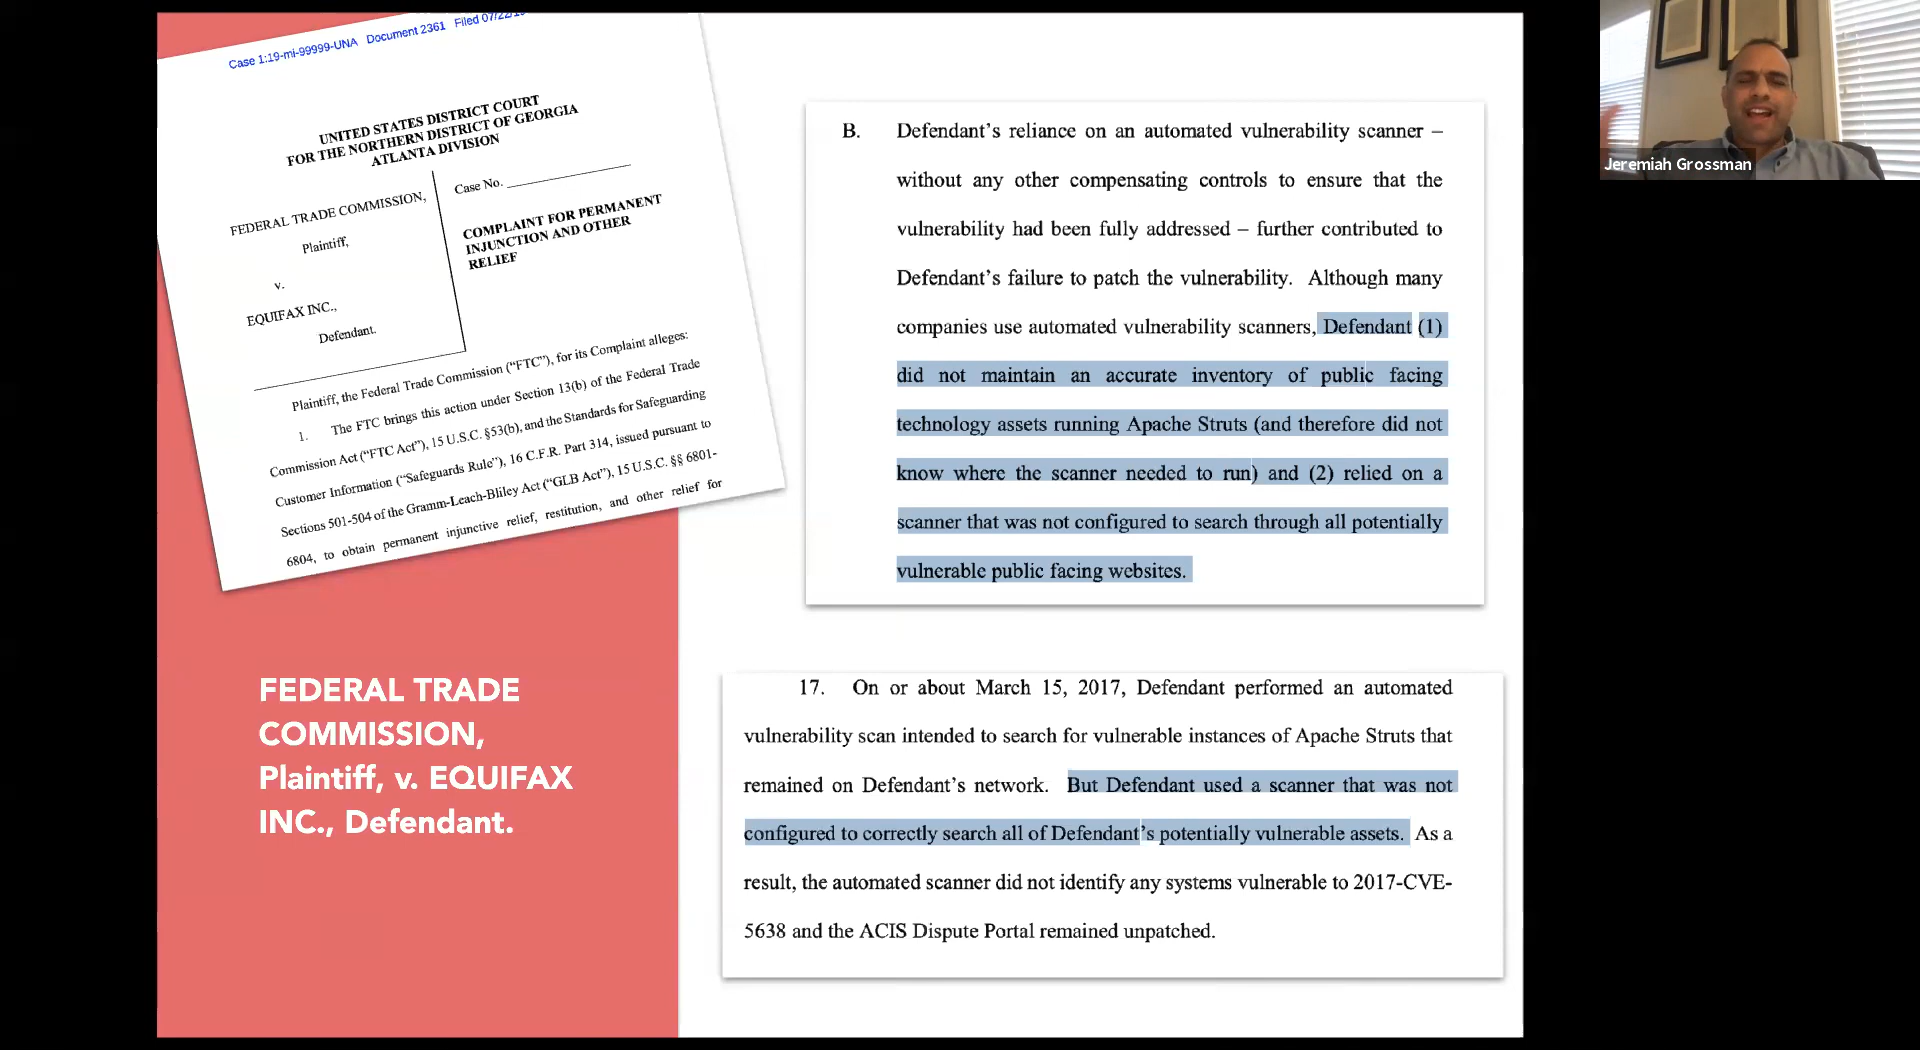 Case 1:19-mi-99999-UNA Document 2361 Filed 07/22/19
UNITED STATES DISTRICT COURT
FOR THE NORTHERN DISTRICT OF GEORGIA
ATLANTA DIVISION
FEDERAL TRADE COMMISSION,
Plaintiff,
v.
EQUIFAX INC.,
Defendant.
Case No.
COMPLAINT FOR PERMANENT
INJUNCTION AND OTHER
RELIEF
Plaintiff, the Federal Trade Commission (“FTC”), for its Complaint alleges:
1. The FTC brings this action under Section 13(b) of the Federal Trade
Commission Act (“FTC Act”), 15 U.S.C. §53(b), and the Standards for Safeguarding
Customer Information (“Safeguards Rule”), 16 C.F.R. Part 314, issued pursuant to
Sections 501-504 of the Gramm-Leach-Bliley Act (“GLB Act”), 15 U.S.C. §§ 6801-
6804, to obtain permanent injunctive relief, restitution, and other relief for
FEDERAL TRADE
COMMISSION,
Plaintiff, v. EQUIFAX
INC., Defendant.
B. Defendant’s reliance on an automated vulnerability scanner –
without any other compensating controls to ensure that the
vulnerability had been fully addressed – further contributed to
Defendant’s failure to patch the vulnerability. Although many
companies use automated vulnerability scanners, Defendant (1)
did not maintain an accurate inventory of public facing
technology assets running Apache Struts (and therefore did not
know where the scanner needed to run) and (2) relied on a
scanner that was not configured to search through all potentially
vulnerable public facing websites.
17. On or about March 15, 2017, Defendant performed an automated
vulnerability scan intended to search for vulnerable instances of Apache Struts that
remained on Defendant’s network. But Defendant used a scanner that was not
configured to correctly search all of Defendant’s potentially vulnerable assets. As a
result, the automated scanner did not identify any systems vulnerable to 2017-CVE-
5638 and the ACIS Dispute Portal remained unpatched.
Jeremiah Grossman